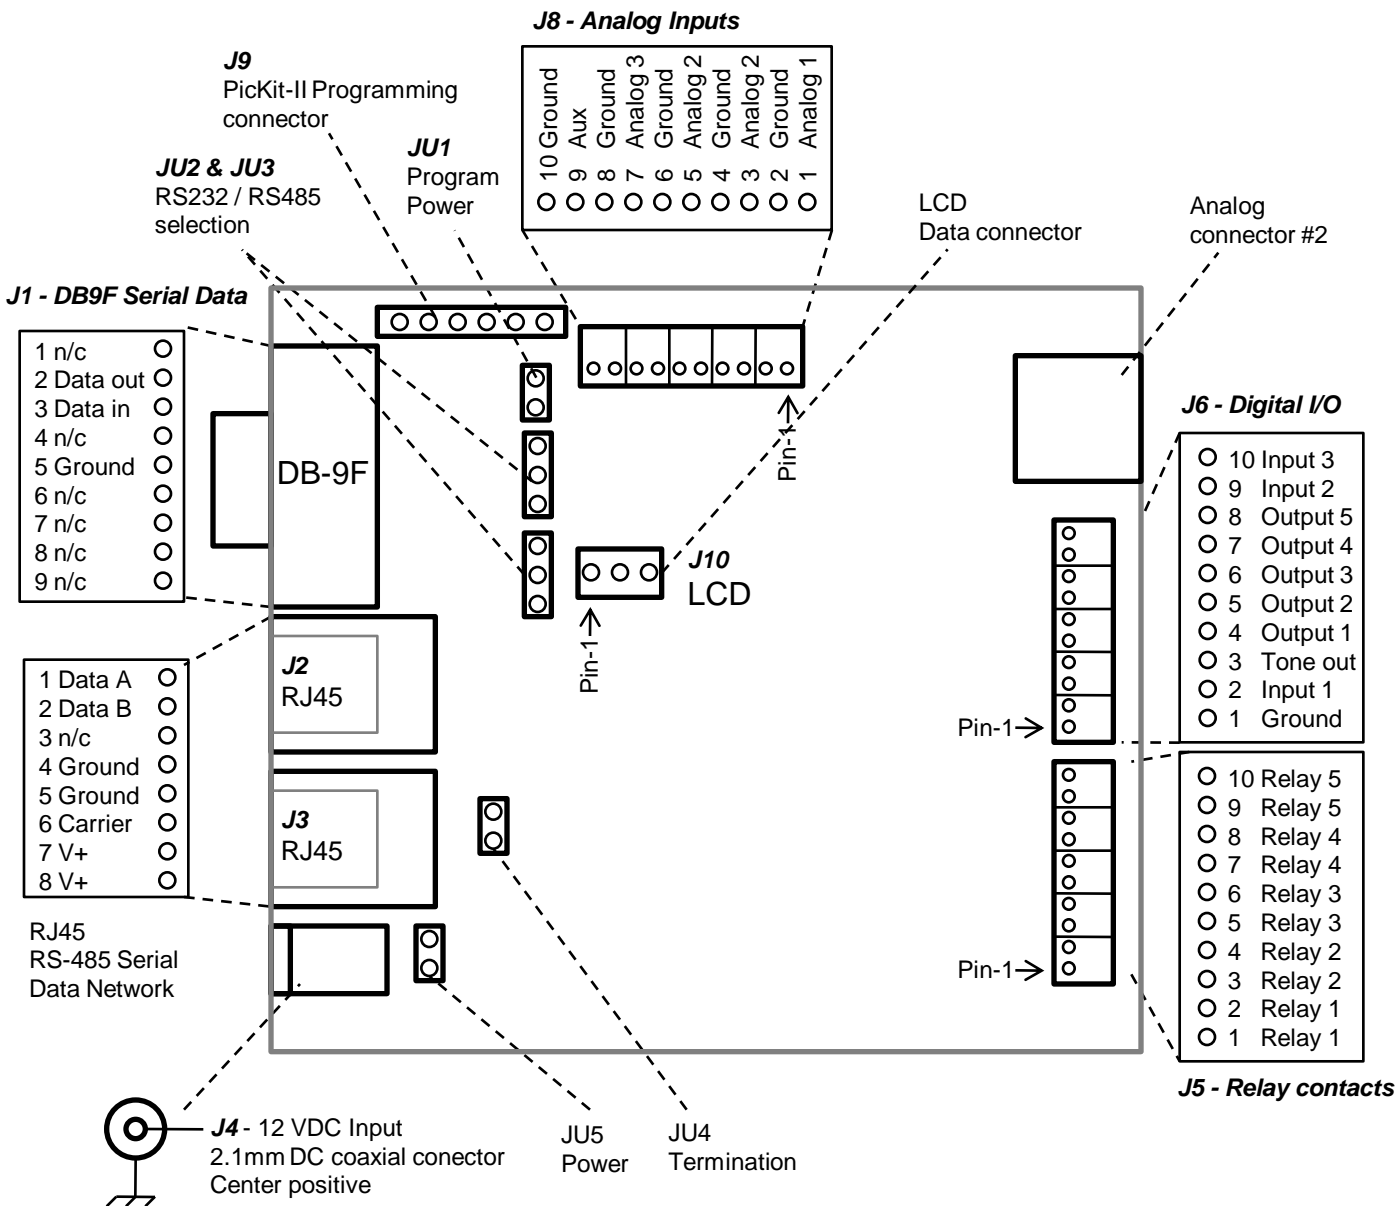 J8 - Analog Inputs
10 Ground
9 Aux
8 Ground
7 Analog 3
6 Ground
5 Analog 2
4 Ground
3 Analog 2
2 Ground
1 Analog 1
J9
PicKit-II Programming
connector
JU1
Program
Power
JU2 & JU3
RS232 / RS485
selection
LCD
Data connector
Analog
connector #2
J1 - DB9F Serial Data
1 n/c
2 Data out
3 Data in
4 n/c
5 Ground
6 n/c
7 n/c
8 n/c
9 n/c
DB-9F
Pin-1
J6 - Digital I/O
10 Input 3
9 Input 2
8 Output 5
7 Output 4
6 Output 3
5 Output 2
4 Output 1
3 Tone out
2 Input 1
1 Ground
J10
LCD
Pin-1
J2
RJ45
1 Data A
2 Data B
3 n/c
4 Ground
5 Ground
6 Carrier
7 V+
8 V+
Pin-1
J3
RJ45
10 Relay 5
9 Relay 5
8 Relay 4
7 Relay 4
6 Relay 3
5 Relay 3
4 Relay 2
3 Relay 2
2 Relay 1
1 Relay 1
Pin-1
J5 - Relay contacts
RJ45
RS-485 Serial
Data Network
J4 - 12 VDC Input
2.1mm DC coaxial conector
Center positive
JU5
Power
JU4
Termination